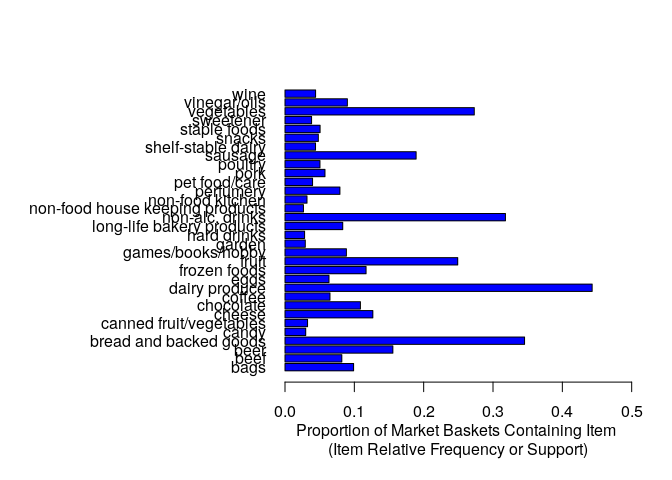 wine
vinegar/oils
vegetables
sweetener
stable foods
snacks
shelf-stable dairy
sausage
poultry
pork
pet food/care
perfumery
non-food kitchen
non-food house keeping products
non-alc. drinks
long-life bakery products
hard drinks
garden
games/books/hobby
fruit
frozen foods
eggs
dairy produce
coffee
chocolate
cheese
canned fruit/vegetables
candy
bread and backed goods
beer
beef
bags
0.0 0.1 0.2 0.3 0.4 0.5
Proportion of Market Baskets Containing Item
(Item Relative Frequency or Support)